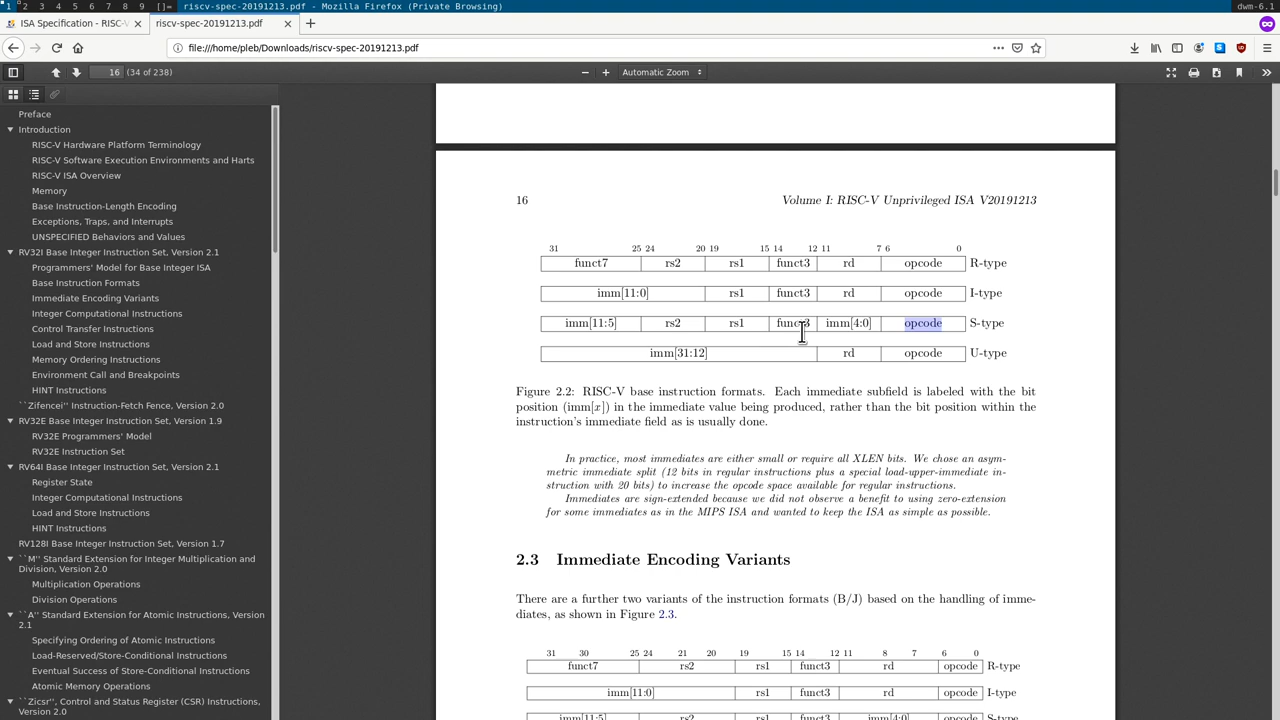 1 2 3 4 5 6 7 8 9 []= riscv-spec-20191213.pdf - Mozilla Firefox (Private Browsing) dwm-6.1
ISA Specification - RISC-V
riscv-spec-20191213.pdf
file:///home/pleb/Downloads/riscv-spec-20191213.pdf
16 (34 of 238)
Automatic Zoom
Preface
Introduction
RISC-V Hardware Platform Terminology
RISC-V Software Execution Environments and Harts
RISC-V ISA Overview
Memory
Base Instruction-Length Encoding
Exceptions, Traps, and Interrupts
UNSPECIFIED Behaviors and Values
RV32I Base Integer Instruction Set, Version 2.1
Programmers' Model for Base Integer ISA
Base Instruction Formats
Immediate Encoding Variants
Integer Computational Instructions
Control Transfer Instructions
Load and Store Instructions
Memory Ordering Instructions
Environment Call and Breakpoints
HINT Instructions
``Zifencei'' Instruction-Fetch Fence, Version 2.0
RV32E Base Integer Instruction Set, Version 1.9
RV32E Programmers' Model
RV32E Instruction Set
RV64I Base Integer Instruction Set, Version 2.1
Register State
Integer Computational Instructions
Load and Store Instructions
HINT Instructions
RV128I Base Integer Instruction Set, Version 1.7
``M'' Standard Extension for Integer Multiplication and
Division, Version 2.0
Multiplication Operations
Division Operations
``A'' Standard Extension for Atomic Instructions, Version
2.1
Specifying Ordering of Atomic Instructions
Load-Reserved/Store-Conditional Instructions
Eventual Success of Store-Conditional Instructions
Atomic Memory Operations
``Zicsr'', Control and Status Register (CSR) Instructions,
Version 2.0
16 Volume I: RISC-V Unprivileged ISA V20191213
31 25 24 20 19 15 14 12 11 7 6 0
funct7 rs2 rs1 funct3 rd opcode R-type
imm[11:0] rs1 funct3 rd opcode I-type
imm[11:5] rs2 rs1 funct3 imm[4:0] opcode S-type
imm[31:12] rd opcode U-type
Figure 2.2: RISC-V base instruction formats. Each immediate subfield is labeled with the bit
position (imm[x]) in the immediate value being produced, rather than the bit position within the
instruction's immediate field as is usually done.
In practice, most immediates are either small or require all XLEN bits. We chose an asym-
metric immediate split (12 bits in regular instructions plus a special load-upper-immediate in-
struction with 20 bits) to increase the opcode space available for regular instructions.
Immediates are sign-extended because we did not observe a benefit to using zero-extension
for some immediates as in the MIPS ISA and wanted to keep the ISA as simple as possible.
2.3 Immediate Encoding Variants
There are a further two variants of the instruction formats (B/J) based on the handling of imme-
diates, as shown in Figure 2.3.
31 30 25 24 21 20 19 15 14 12 11 8 7 6 0
funct7 rs2 rs1 funct3 rd opcode R-type
imm[11:0] rs1 funct3 rd opcode I-type
imm[11:5] rs2 rs1 funct3 imm[4:0] opcode S-type